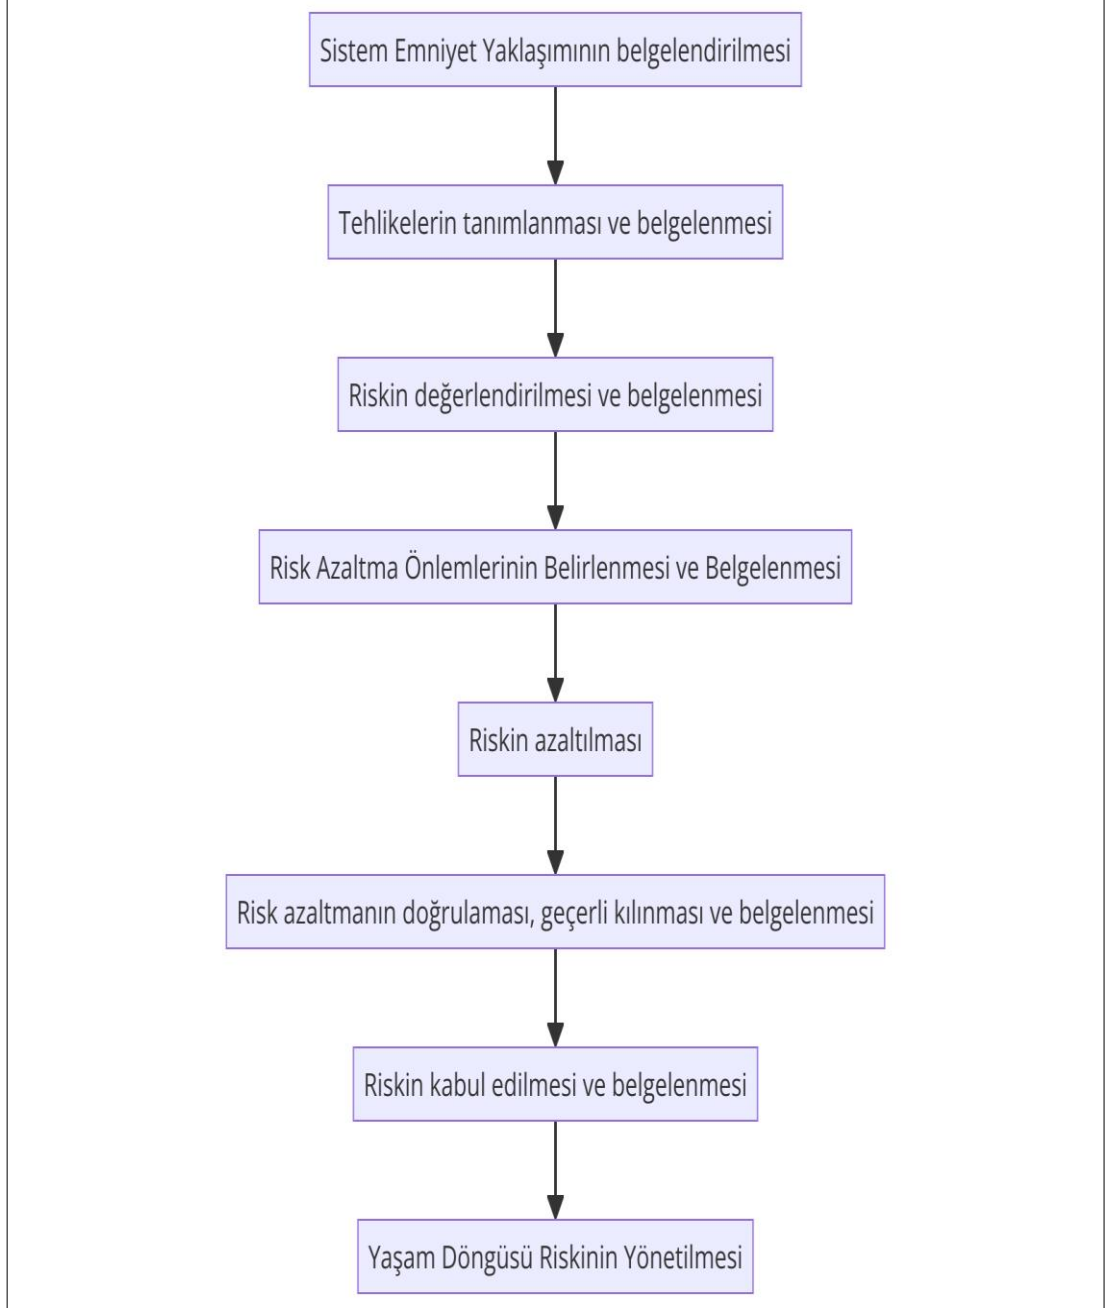 Sistem Emniyet Yaklaşımının belgelendirilmesi
Tehlikelerin tanımlanması ve belgelenmesi
Riskin değerlendirilmesi ve belgelenmesi
Risk Azaltma Önlemlerinin Belirlenmesi ve Belgelenmesi
Riskin azaltılması
Risk azaltmanın doğrulaması, geçerli kılınması ve belgelenmesi
Riskin kabul edilmesi ve belgelenmesi
Yaşam Döngüsü Riskinin Yönetilmesi